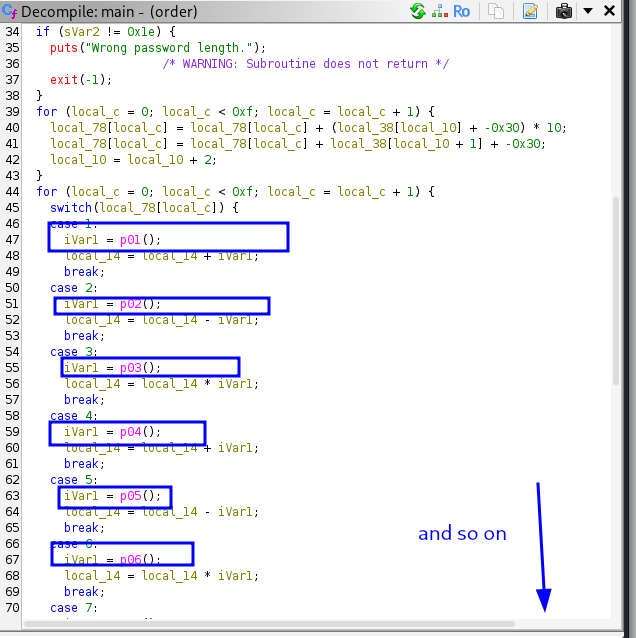 Decompile: main - (order)
Ro
34 if (sVar2 != 0x1e) {
35 puts("Wrong password length.");
36 /* WARNING: Subroutine does not return */
37 exit(-1);
38 }
39 for (local_c = 0; local_c < 0xf; local_c = local_c + 1) {
40 local_78[local_c] = local_78[local_c] + (local_38[local_10] + -0x30) * 10;
41 local_78[local_c] = local_78[local_c] + local_38[local_10 + 1] + -0x30;
42 local_10 = local_10 + 2;
43 }
44 for (local_c = 0; local_c < 0xf; local_c = local_c + 1) {
45 switch(local_78[local_c]) {
46 case 1:
47 iVar1 = p01();
48 local_14 = local_14 + iVar1;
49 break;
50 case 2:
51 iVar1 = p02();
52 local_14 = local_14 - iVar1;
53 break;
54 case 3:
55 iVar1 = p03();
56 local_14 = local_14 * iVar1;
57 break;
58 case 4:
59 iVar1 = p04();
60 local_14 = local_14 + iVar1;
61 break;
62 case 5:
63 iVar1 = p05();
64 local_14 = local_14 - iVar1;
65 break;
66 case 6:
67 iVar1 = p06();
68 local_14 = local_14 * iVar1;
69 break;
70 case 7:
and so on